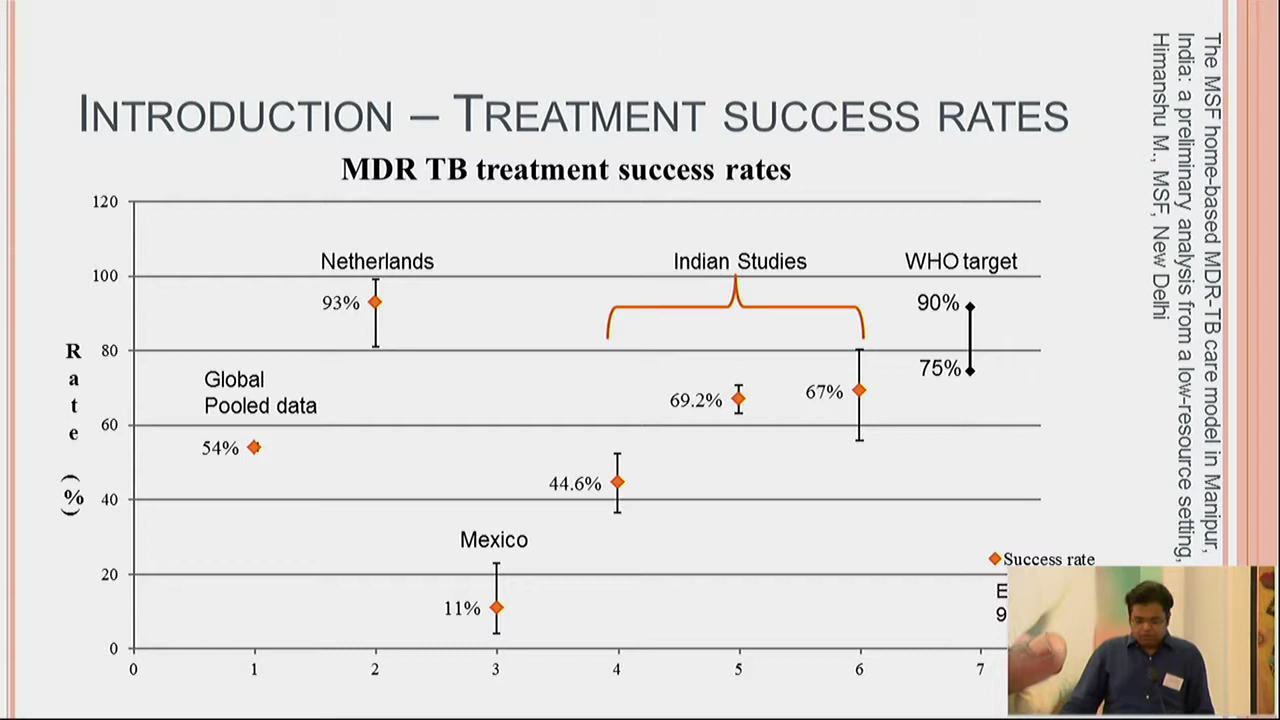 INTRODUCTION – TREATMENT SUCCESS RATES
MDR TB treatment success rates
120
100
80
60
40
20
0
Rate (%)
0 1 2 3 4 5 6 7
Global
Pooled data
54%
Netherlands
93%
Mexico
11%
44.6%
Indian Studies
69.2%
67%
WHO target
90%
75%
Success rate
E
9
The MSF home-based MDR-TB care model in Manipur,
India: a preliminary analysis from a low-resource setting,
Himanshu M., MSF, New Delhi